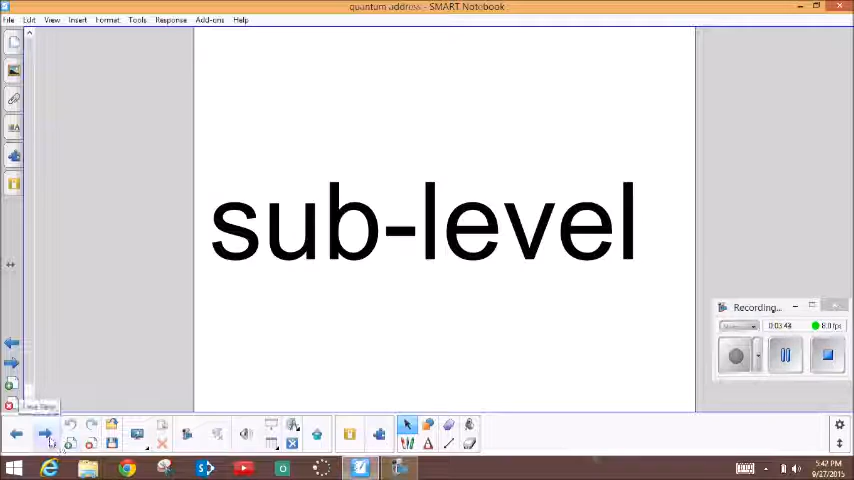 quantum address - SMART Notebook
File Edit View Insert Format Tools Response Add-ons Help
sub-level
Recording...
0:03:48
8.0 fps
5:42 PM
9/27/2015